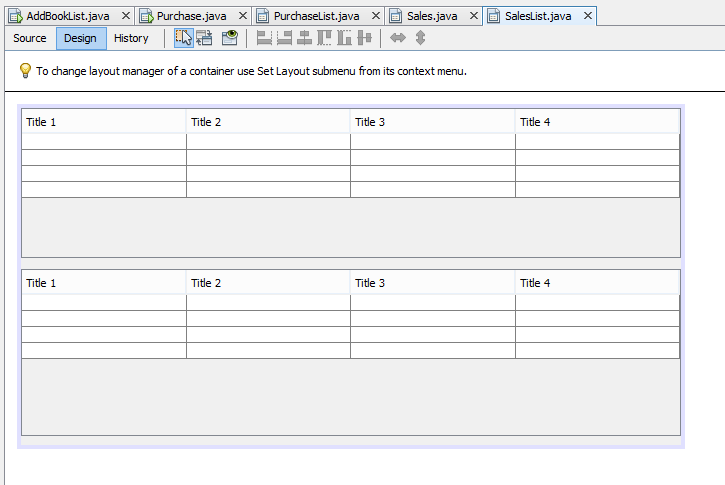 AddBookList.java Purchase.java PurchaseList.java Sales.java SalesList.java
Source Design History
To change layout manager of a container use Set Layout submenu from its context menu.
Title 1 Title 2 Title 3 Title 4
Title 1 Title 2 Title 3 Title 4